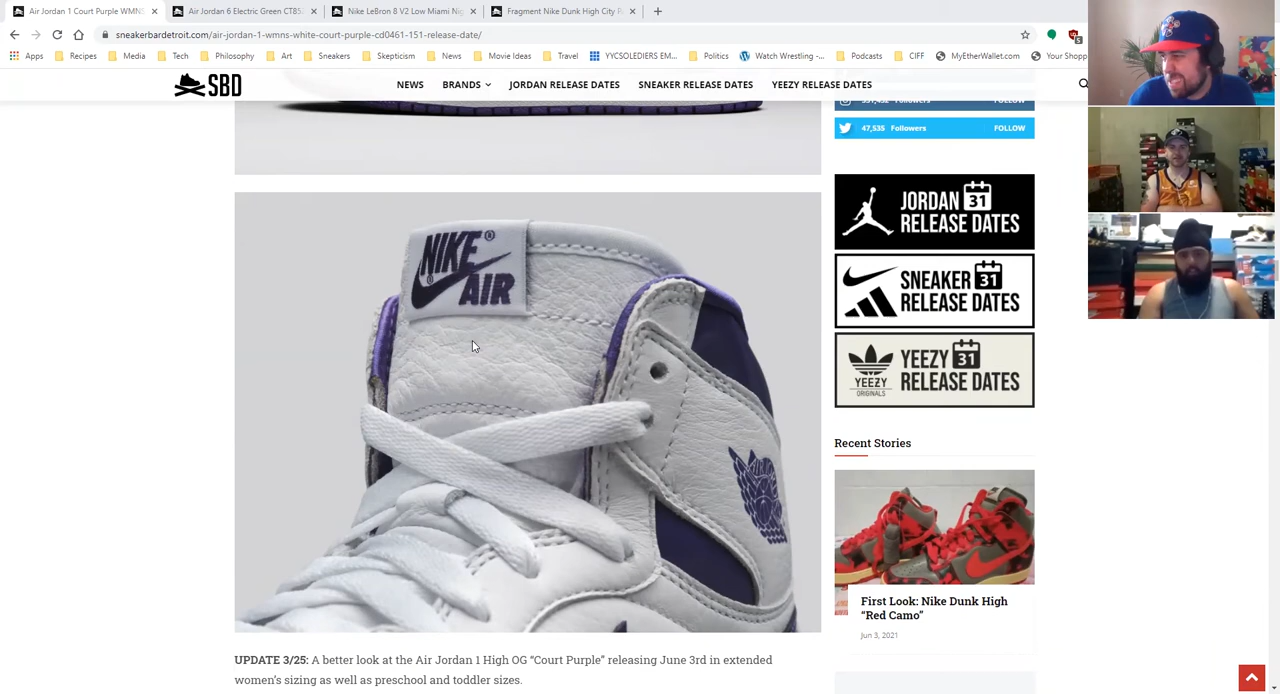 Air Jordan 1 Court Purple WMNS
Air Jordan 6 Electric Green CT85
Nike LeBron 8 V2 Low Miami Nig
Fragment Nike Dunk High City P
sneakerbardetroit.com/air-jordan-1-wmns-white-court-purple-cd0461-151-release-date/
Apps Recipes Media Tech Philosophy Art Sneakers Skepticism News Movie Ideas Travel YYCSOLEDIERS EM... Politics Watch Wrestling -... Podcasts CIFF MyEtherWallet.com Your Shopp
SBD
NEWS BRANDS JORDAN RELEASE DATES SNEAKER RELEASE DATES YEEZY RELEASE DATES
Followers FOLLOW
47,535 Followers FOLLOW
JORDAN 31
RELEASE DATES
SNEAKER 31
RELEASE DATES
YEEZY 31
RELEASE DATES
YEEZY
ORIGINALS
NIKE®
AIR
Recent Stories
First Look: Nike Dunk High
“Red Camo”
Jun 3, 2021
UPDATE 3/25: A better look at the Air Jordan 1 High OG “Court Purple” releasing June 3rd in extended
women’s sizing as well as preschool and toddler sizes.